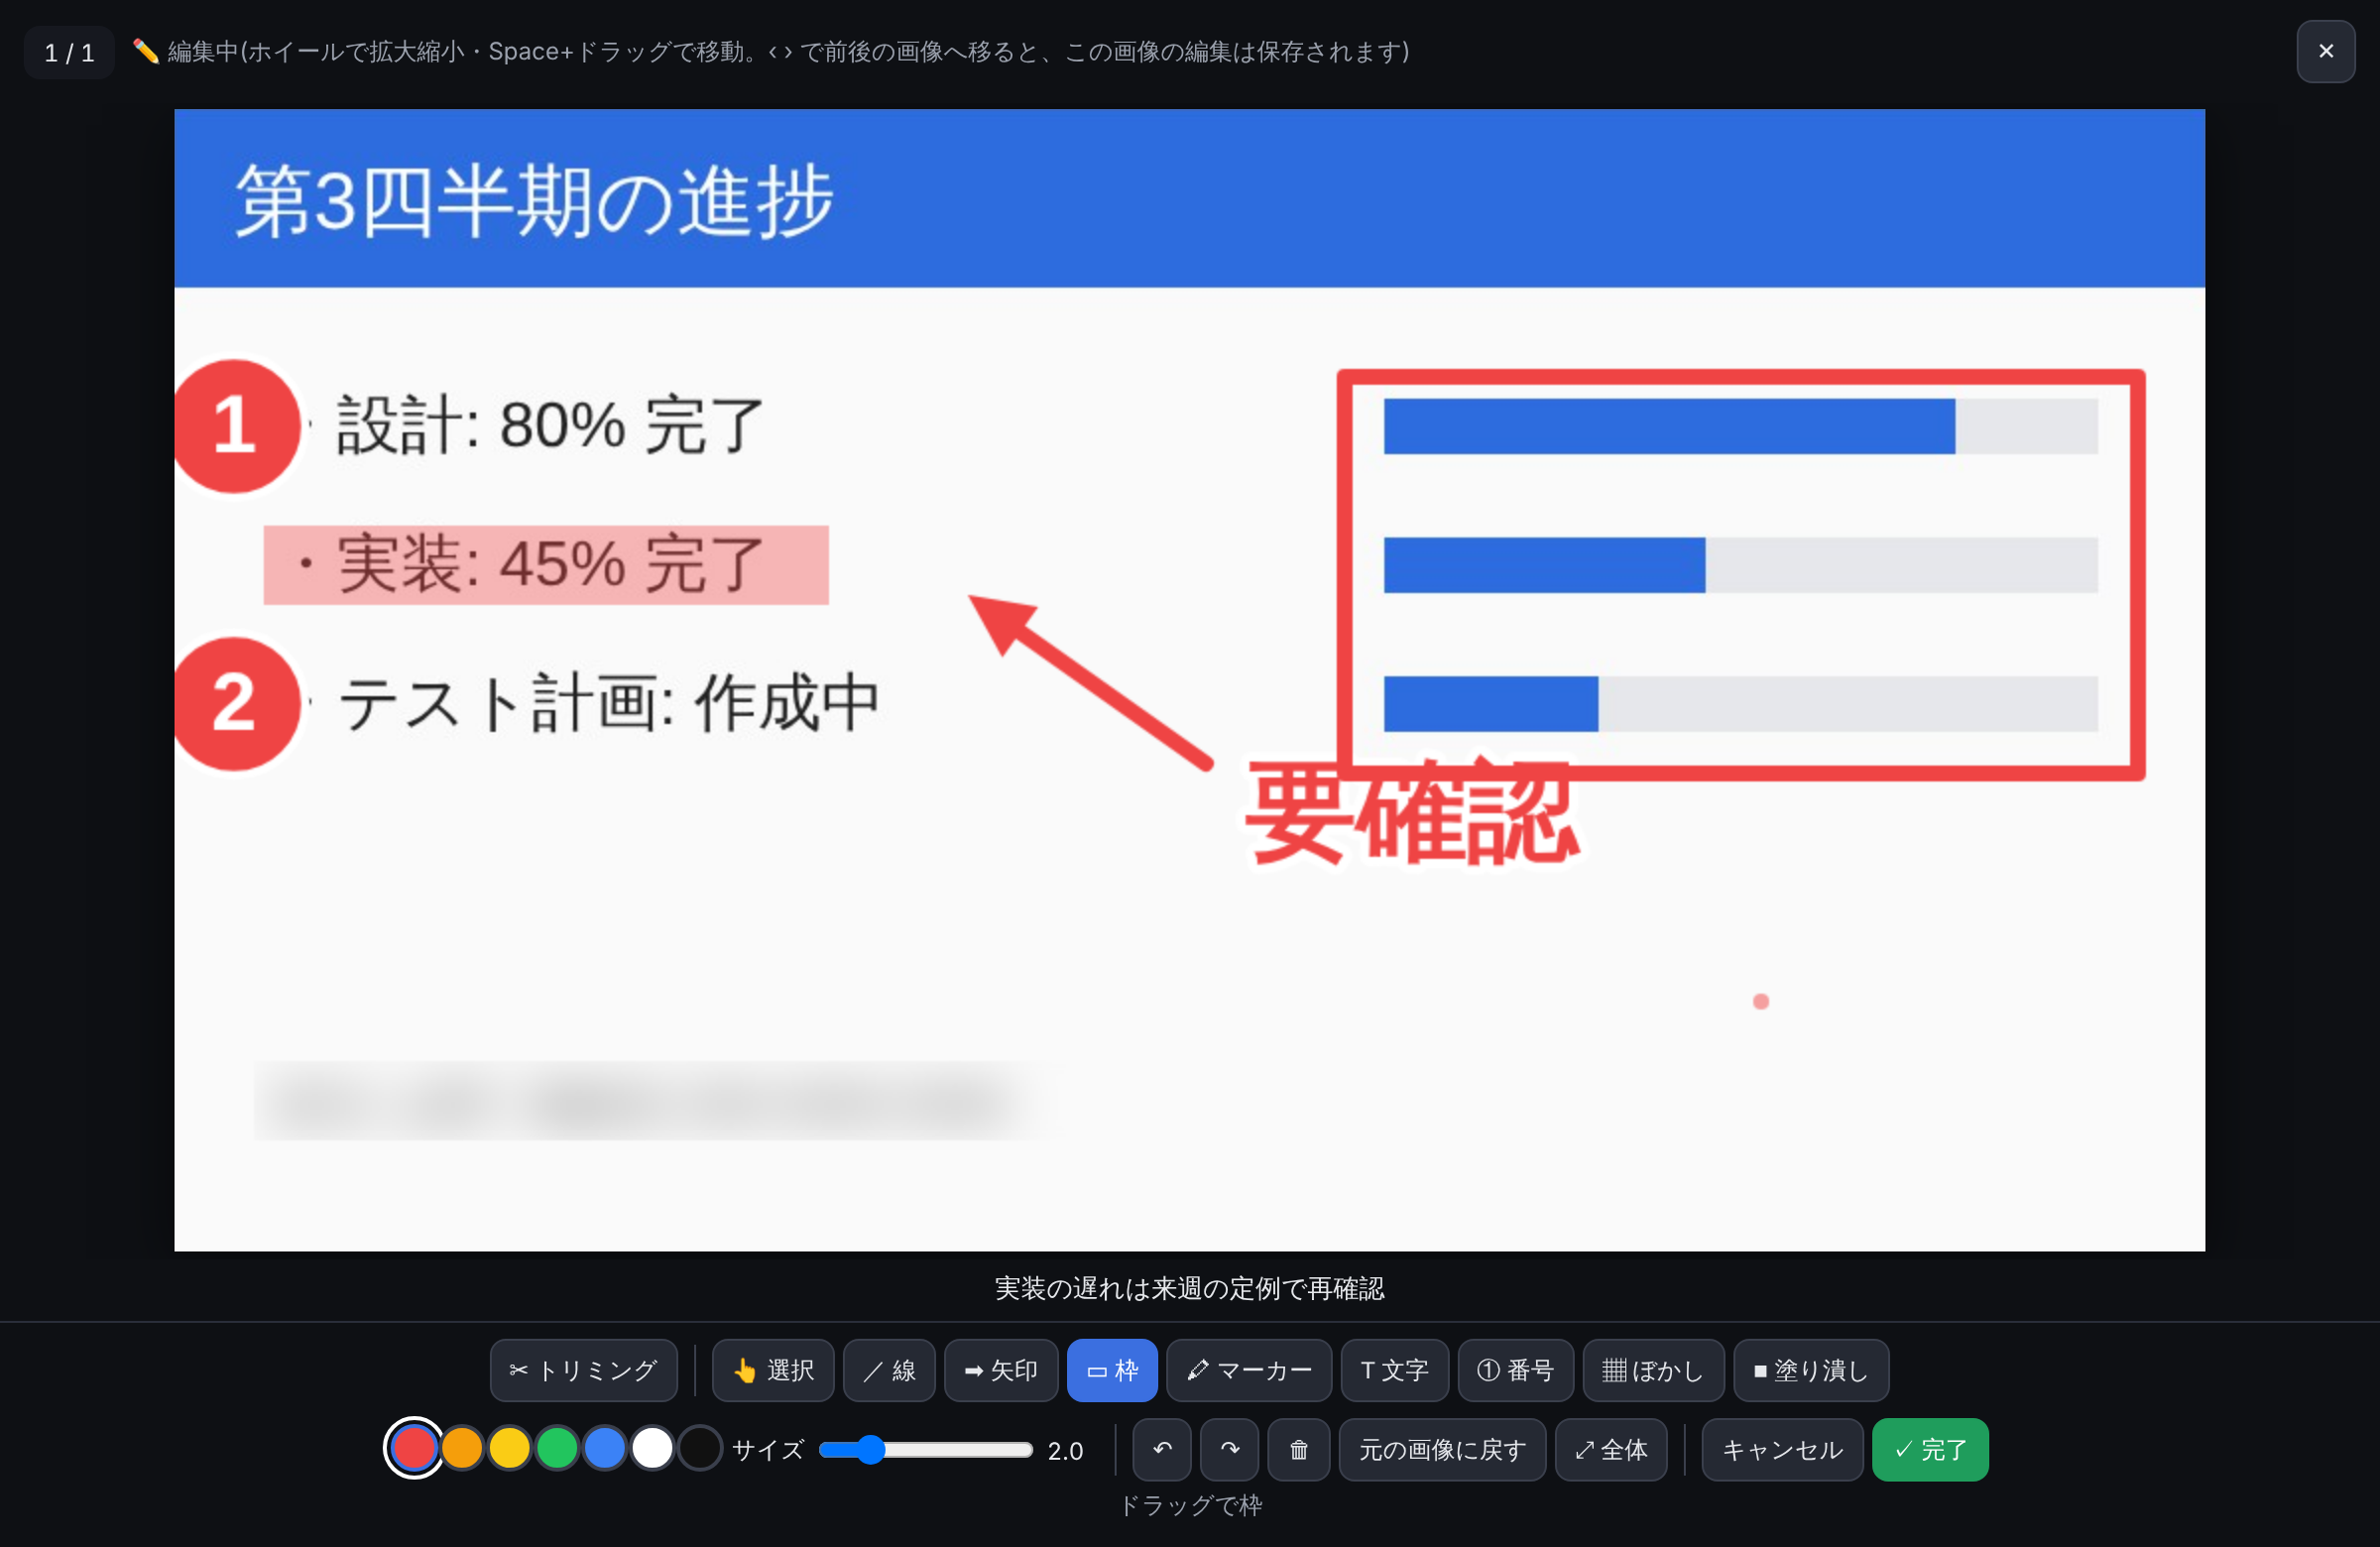 1 / 1 ✏️ 編集中(ホイールで拡大縮小・Space+ドラッグで移動。‹ › で前後の画像へ移ると、この画像の編集は保存されます) ✕
第3四半期の進捗
1 ・設計: 80% 完了
・実装: 45% 完了
2 ・テスト計画: 作成中
要確認
実装の遅れは来週の定例で再確認
✂ トリミング 👆 選択 ／ 線 ➡ 矢印 ▭ 枠 🖍 マーカー T 文字 ① 番号 ▦ ぼかし ■ 塗り潰し
サイズ 2.0 ↶ ↷ 🗑 元の画像に戻す ⤢ 全体 キャンセル ✓ 完了
ドラッグで枠